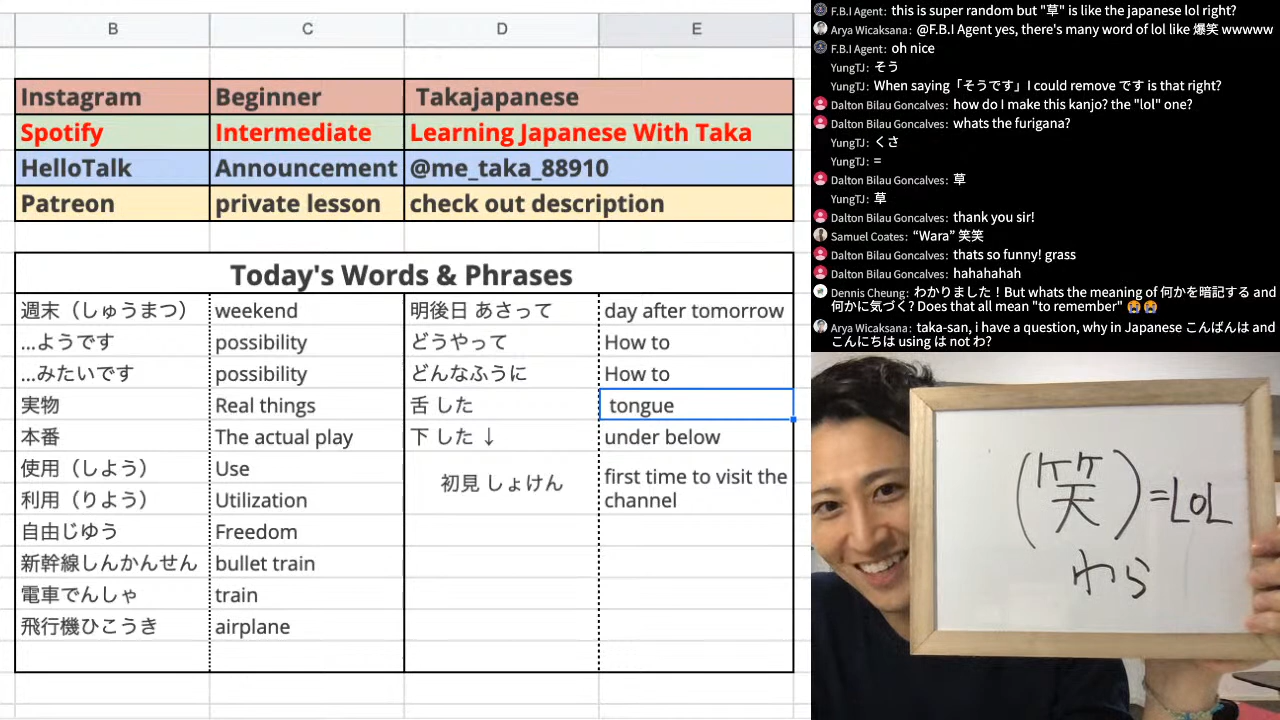 B C D E
Instagram Beginner Takajapanese
Spotify Intermediate Learning Japanese With Taka
HelloTalk Announcement @me_taka_88910
Patreon private lesson check out description
Today's Words & Phrases
週末（しゅうまつ） weekend 明後日 あさって day after tomorrow
...ようです possibility どうやって How to
...みたいです possibility どんなふうに How to
実物 Real things 舌 した tongue
本番 The actual play 下 した ↓ under below
使用（しよう） Use 初見 しょけん first time to visit the
利用（りよう） Utilization channel
自由じゆう Freedom
新幹線しんかんせん bullet train
電車でんしゃ train
飛行機ひこうき airplane
F.B.I Agent: this is super random but "草" is like the japanese lol right?
Arya Wicaksana: @F.B.I Agent yes, there's many word of lol like 爆笑 wwwww
F.B.I Agent: oh nice
YungTJ: そう
YungTJ: When saying「そうです」I could remove です is that right?
Dalton Bilau Goncalves: how do I make this kanjo? the "lol" one?
Dalton Bilau Goncalves: whats the furigana?
YungTJ: くさ
YungTJ: =
Dalton Bilau Goncalves: 草
YungTJ: 草
Dalton Bilau Goncalves: thank you sir!
Samuel Coates: “Wara” 笑笑
Dalton Bilau Goncalves: thats so funny! grass
Dalton Bilau Goncalves: hahahahah
Dennis Cheung: わかりました！But whats the meaning of 何かを暗記する and
何かに気づく? Does that all mean "to remember" 😭😭
Arya Wicaksana: taka-san, i have a question, why in Japanese こんばんは and
こんにちは using は not わ?
(笑)=LOL
わら